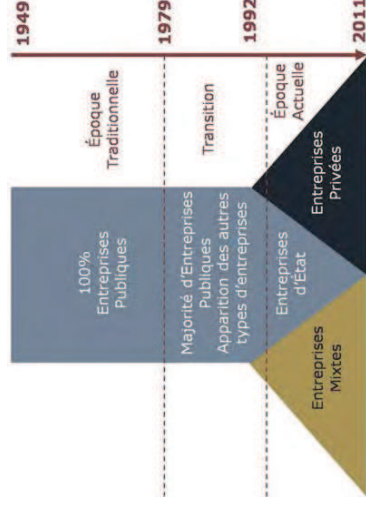 1949
1979
1992
2011
Époque
Traditionnelle
Transition
Époque
Actuelle
100%
Entreprises
Publiques
Majorité d'Entreprises
Publiques
Apparition des autres
types d'entreprises
Entreprises
d'État
Entreprises
Privées
Entreprises
Mixtes